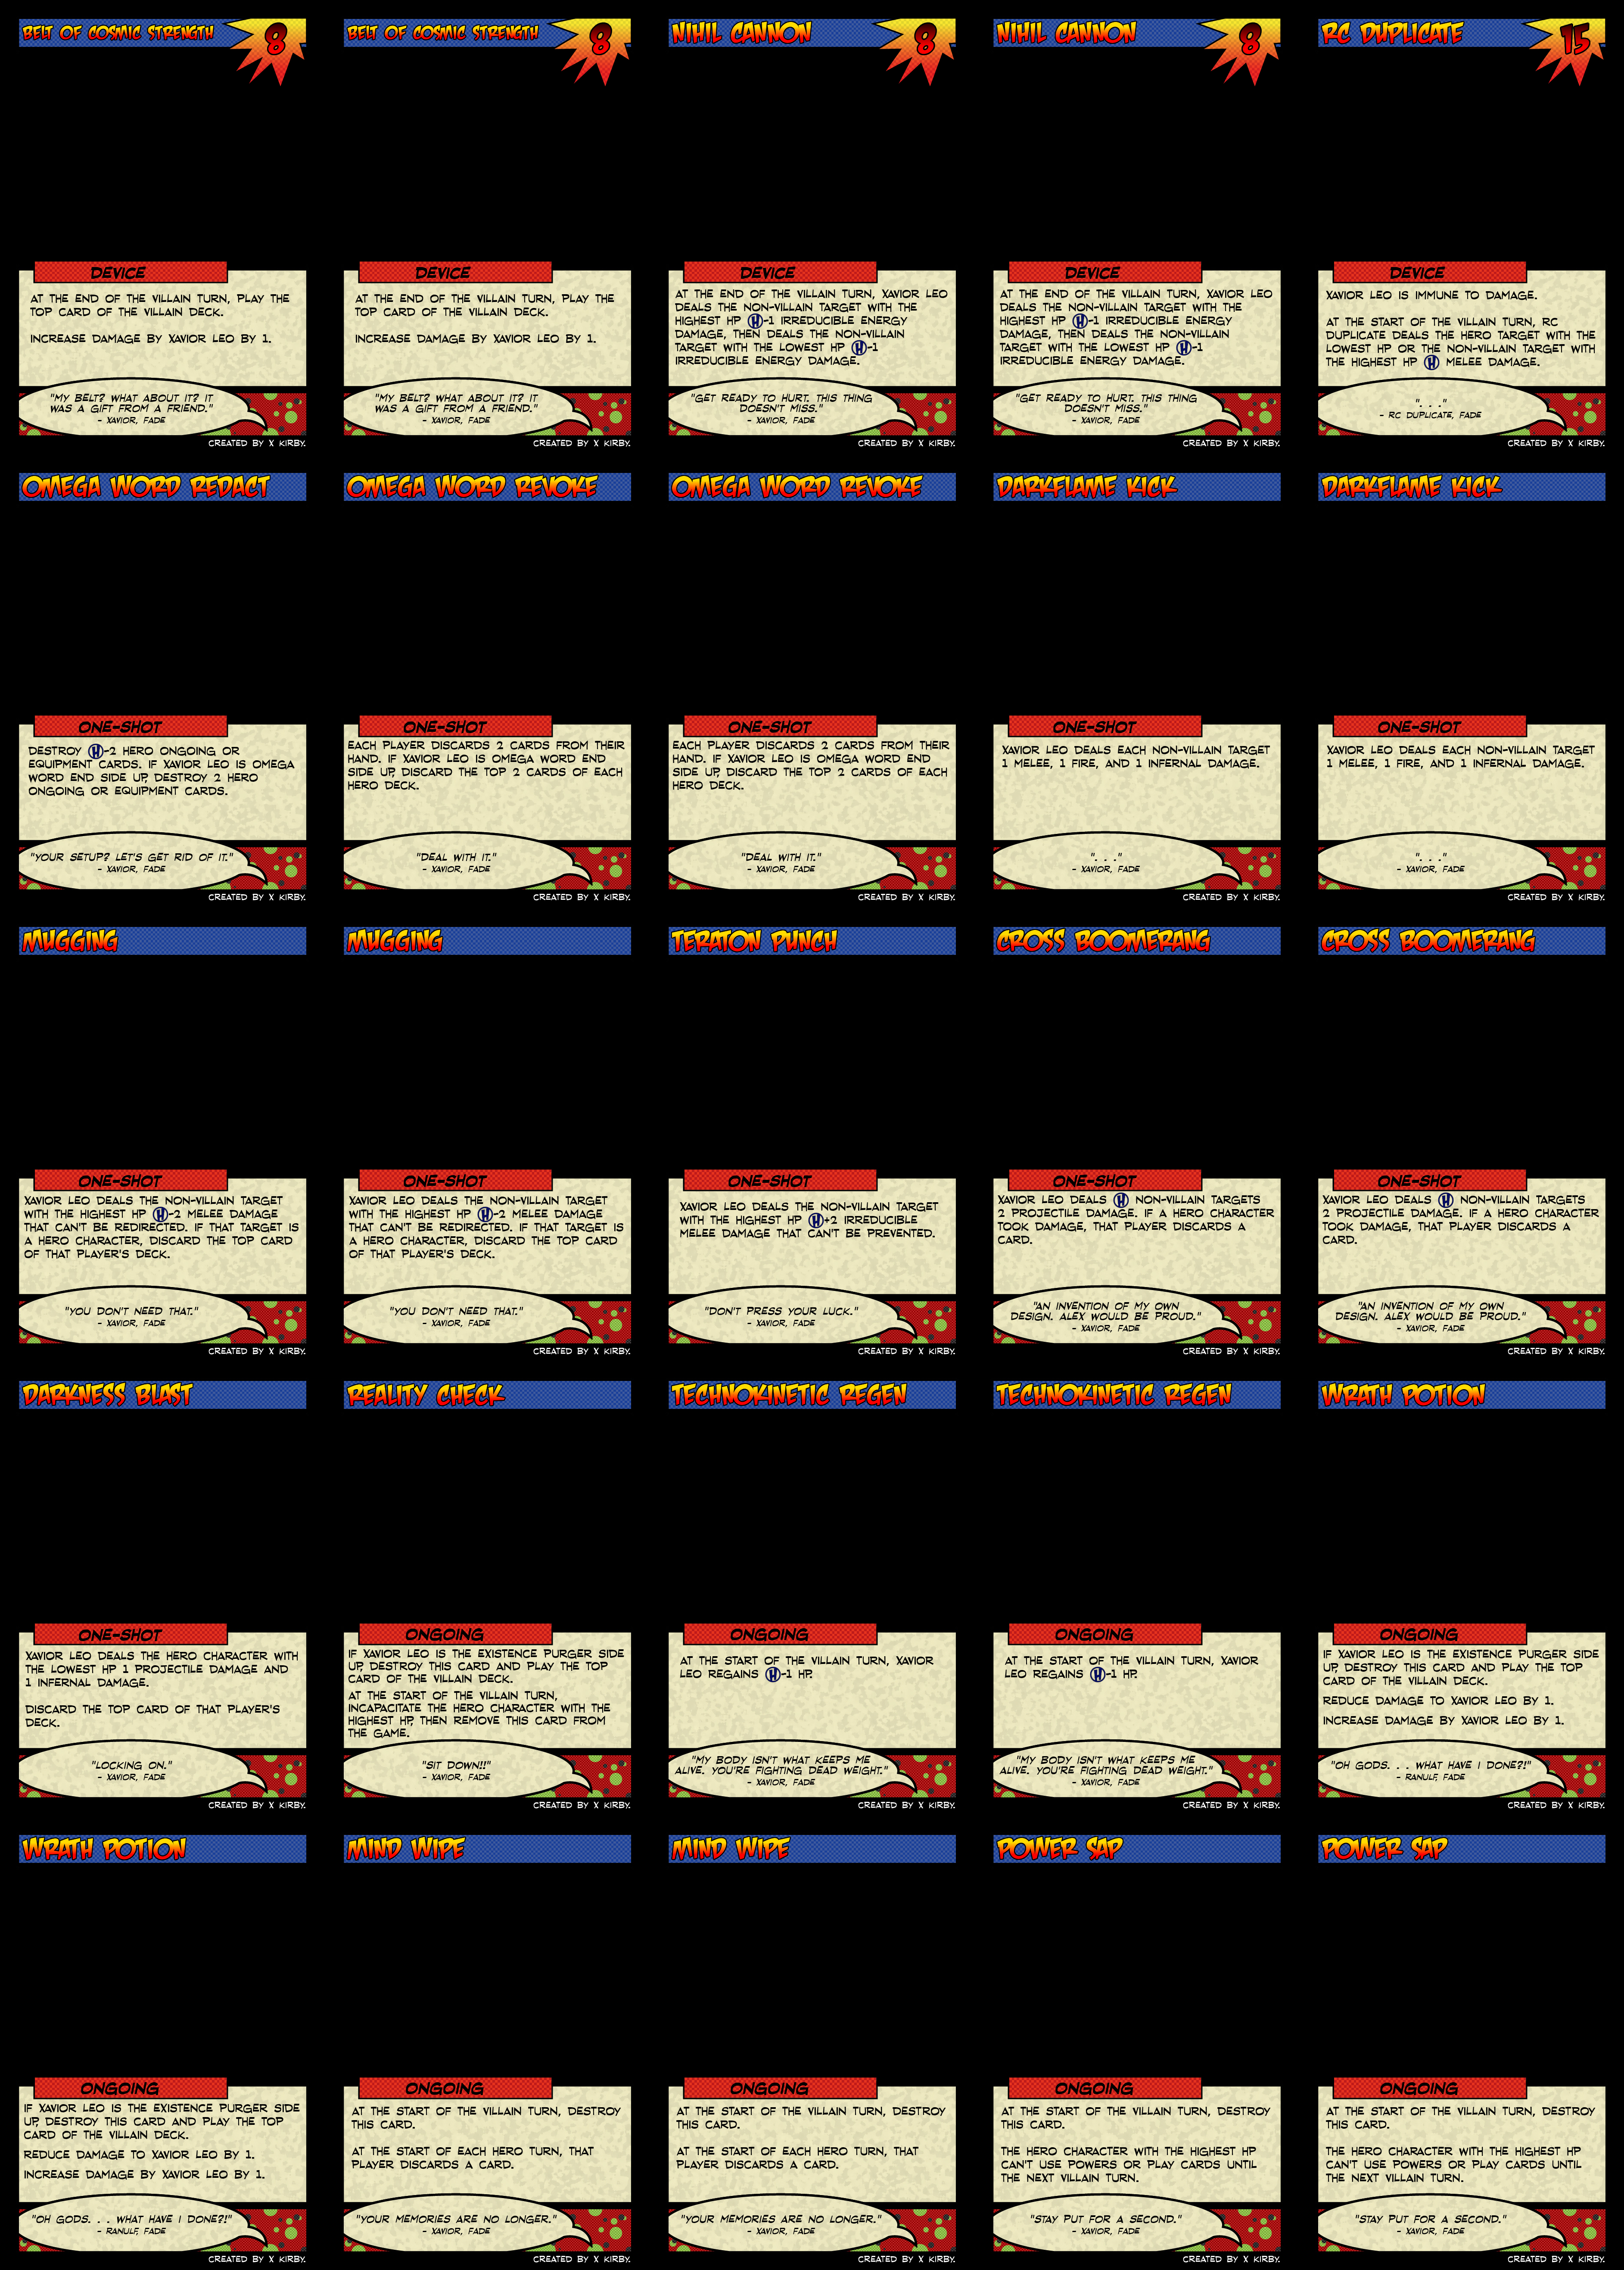 BELT OF COSMIC STRENGTH
8
DEVICE
AT THE END OF THE VILLAIN TURN, PLAY THE
TOP CARD OF THE VILLAIN DECK.
INCREASE DAMAGE BY XAVIOR LEO BY 1.
"MY BELT? WHAT ABOUT IT? IT
WAS A GIFT FROM A FRIEND."
- XAVIOR, FADE
CREATED BY X KIRBY.
BELT OF COSMIC STRENGTH
8
DEVICE
AT THE END OF THE VILLAIN TURN, PLAY THE
TOP CARD OF THE VILLAIN DECK.
INCREASE DAMAGE BY XAVIOR LEO BY 1.
"MY BELT? WHAT ABOUT IT? IT
WAS A GIFT FROM A FRIEND."
- XAVIOR, FADE
CREATED BY X KIRBY.
NIHIL CANNON
8
DEVICE
AT THE END OF THE VILLAIN TURN, XAVIOR LEO
DEALS THE NON-VILLAIN TARGET WITH THE
HIGHEST HP H-1 IRREDUCIBLE ENERGY
DAMAGE, THEN DEALS THE NON-VILLAIN
TARGET WITH THE LOWEST HP H-1
IRREDUCIBLE ENERGY DAMAGE.
"GET READY TO HURT. THIS THING
DOESN'T MISS."
- XAVIOR, FADE
CREATED BY X KIRBY.
NIHIL CANNON
8
DEVICE
AT THE END OF THE VILLAIN TURN, XAVIOR LEO
DEALS THE NON-VILLAIN TARGET WITH THE
HIGHEST HP H-1 IRREDUCIBLE ENERGY
DAMAGE, THEN DEALS THE NON-VILLAIN
TARGET WITH THE LOWEST HP H-1
IRREDUCIBLE ENERGY DAMAGE.
"GET READY TO HURT. THIS THING
DOESN'T MISS."
- XAVIOR, FADE
CREATED BY X KIRBY.
RC DUPLICATE
15
DEVICE
XAVIOR LEO IS IMMUNE TO DAMAGE.
AT THE START OF THE VILLAIN TURN, RC
DUPLICATE DEALS THE HERO TARGET WITH THE
LOWEST HP OR THE NON-VILLAIN TARGET WITH
THE HIGHEST HP H MELEE DAMAGE.
". . ."
- RC DUPLICATE, FADE
CREATED BY X KIRBY.
OMEGA WORD REDACT
ONE-SHOT
DESTROY H-2 HERO ONGOING OR
EQUIPMENT CARDS. IF XAVIOR LEO IS OMEGA
WORD END SIDE UP, DESTROY 2 HERO
ONGOING OR EQUIPMENT CARDS.
"YOUR SETUP? LET'S GET RID OF IT."
- XAVIOR, FADE
CREATED BY X KIRBY.
OMEGA WORD REVOKE
ONE-SHOT
EACH PLAYER DISCARDS 2 CARDS FROM THEIR
HAND. IF XAVIOR LEO IS OMEGA WORD END
SIDE UP, DISCARD THE TOP 2 CARDS OF EACH
HERO DECK.
"DEAL WITH IT."
- XAVIOR, FADE
CREATED BY X KIRBY.
OMEGA WORD REVOKE
ONE-SHOT
EACH PLAYER DISCARDS 2 CARDS FROM THEIR
HAND. IF XAVIOR LEO IS OMEGA WORD END
SIDE UP, DISCARD THE TOP 2 CARDS OF EACH
HERO DECK.
"DEAL WITH IT."
- XAVIOR, FADE
CREATED BY X KIRBY.
DARKFLAME KICK
ONE-SHOT
XAVIOR LEO DEALS EACH NON-VILLAIN TARGET
1 MELEE, 1 FIRE, AND 1 INFERNAL DAMAGE.
". . ."
- XAVIOR, FADE
CREATED BY X KIRBY.
DARKFLAME KICK
ONE-SHOT
XAVIOR LEO DEALS EACH NON-VILLAIN TARGET
1 MELEE, 1 FIRE, AND 1 INFERNAL DAMAGE.
". . ."
- XAVIOR, FADE
CREATED BY X KIRBY.
MUGGING
ONE-SHOT
XAVIOR LEO DEALS THE NON-VILLAIN TARGET
WITH THE HIGHEST HP H-2 MELEE DAMAGE
THAT CAN'T BE REDIRECTED. IF THAT TARGET IS
A HERO CHARACTER, DISCARD THE TOP CARD
OF THAT PLAYER'S DECK.
"YOU DON'T NEED THAT."
- XAVIOR, FADE
CREATED BY X KIRBY.
MUGGING
ONE-SHOT
XAVIOR LEO DEALS THE NON-VILLAIN TARGET
WITH THE HIGHEST HP H-2 MELEE DAMAGE
THAT CAN'T BE REDIRECTED. IF THAT TARGET IS
A HERO CHARACTER, DISCARD THE TOP CARD
OF THAT PLAYER'S DECK.
"YOU DON'T NEED THAT."
- XAVIOR, FADE
CREATED BY X KIRBY.
TERATON PUNCH
ONE-SHOT
XAVIOR LEO DEALS THE NON-VILLAIN TARGET
WITH THE HIGHEST HP H+2 IRREDUCIBLE
MELEE DAMAGE THAT CAN'T BE PREVENTED.
"DON'T PRESS YOUR LUCK."
- XAVIOR, FADE
CREATED BY X KIRBY.
CROSS BOOMERANG
ONE-SHOT
XAVIOR LEO DEALS H NON-VILLAIN TARGETS
2 PROJECTILE DAMAGE. IF A HERO CHARACTER
TOOK DAMAGE, THAT PLAYER DISCARDS A
CARD.
"AN INVENTION OF MY OWN
DESIGN. ALEX WOULD BE PROUD."
- XAVIOR, FADE
CREATED BY X KIRBY.
CROSS BOOMERANG
ONE-SHOT
XAVIOR LEO DEALS H NON-VILLAIN TARGETS
2 PROJECTILE DAMAGE. IF A HERO CHARACTER
TOOK DAMAGE, THAT PLAYER DISCARDS A
CARD.
"AN INVENTION OF MY OWN
DESIGN. ALEX WOULD BE PROUD."
- XAVIOR, FADE
CREATED BY X KIRBY.
DARKNESS BLAST
ONE-SHOT
XAVIOR LEO DEALS THE HERO CHARACTER WITH
THE LOWEST HP 1 PROJECTILE DAMAGE AND
1 INFERNAL DAMAGE.
DISCARD THE TOP CARD OF THAT PLAYER'S
DECK.
"LOCKING ON."
- XAVIOR, FADE
CREATED BY X KIRBY.
REALITY CHECK
ONGOING
IF XAVIOR LEO IS THE EXISTENCE PURGER SIDE
UP, DESTROY THIS CARD AND PLAY THE TOP
CARD OF THE VILLAIN DECK.
AT THE START OF THE VILLAIN TURN,
INCAPACITATE THE HERO CHARACTER WITH THE
HIGHEST HP, THEN REMOVE THIS CARD FROM
THE GAME.
"SIT DOWN!!"
- XAVIOR, FADE
CREATED BY X KIRBY.
TECHNOKINETIC REGEN
ONGOING
AT THE START OF THE VILLAIN TURN, XAVIOR
LEO REGAINS H-1 HP.
"MY BODY ISN'T WHAT KEEPS ME
ALIVE. YOU'RE FIGHTING DEAD WEIGHT."
- XAVIOR, FADE
CREATED BY X KIRBY.
TECHNOKINETIC REGEN
ONGOING
AT THE START OF THE VILLAIN TURN, XAVIOR
LEO REGAINS H-1 HP.
"MY BODY ISN'T WHAT KEEPS ME
ALIVE. YOU'RE FIGHTING DEAD WEIGHT."
- XAVIOR, FADE
CREATED BY X KIRBY.
WRATH POTION
ONGOING
IF XAVIOR LEO IS THE EXISTENCE PURGER SIDE
UP, DESTROY THIS CARD AND PLAY THE TOP
CARD OF THE VILLAIN DECK.
REDUCE DAMAGE TO XAVIOR LEO BY 1.
INCREASE DAMAGE BY XAVIOR LEO BY 1.
"OH GODS. . . WHAT HAVE I DONE?!"
- RANULF, FADE
CREATED BY X KIRBY.
WRATH POTION
ONGOING
IF XAVIOR LEO IS THE EXISTENCE PURGER SIDE
UP, DESTROY THIS CARD AND PLAY THE TOP
CARD OF THE VILLAIN DECK.
REDUCE DAMAGE TO XAVIOR LEO BY 1.
INCREASE DAMAGE BY XAVIOR LEO BY 1.
"OH GODS. . . WHAT HAVE I DONE?!"
- RANULF, FADE
CREATED BY X KIRBY.
MIND WIPE
ONGOING
AT THE START OF THE VILLAIN TURN, DESTROY
THIS CARD.
AT THE START OF EACH HERO TURN, THAT
PLAYER DISCARDS A CARD.
"YOUR MEMORIES ARE NO LONGER."
- XAVIOR, FADE
CREATED BY X KIRBY.
MIND WIPE
ONGOING
AT THE START OF THE VILLAIN TURN, DESTROY
THIS CARD.
AT THE START OF EACH HERO TURN, THAT
PLAYER DISCARDS A CARD.
"YOUR MEMORIES ARE NO LONGER."
- XAVIOR, FADE
CREATED BY X KIRBY.
POWER SAP
ONGOING
AT THE START OF THE VILLAIN TURN, DESTROY
THIS CARD.
THE HERO CHARACTER WITH THE HIGHEST HP
CAN'T USE POWERS OR PLAY CARDS UNTIL
THE NEXT VILLAIN TURN.
"STAY PUT FOR A SECOND."
- XAVIOR, FADE
CREATED BY X KIRBY.
POWER SAP
ONGOING
AT THE START OF THE VILLAIN TURN, DESTROY
THIS CARD.
THE HERO CHARACTER WITH THE HIGHEST HP
CAN'T USE POWERS OR PLAY CARDS UNTIL
THE NEXT VILLAIN TURN.
"STAY PUT FOR A SECOND."
- XAVIOR, FADE
CREATED BY X KIRBY.